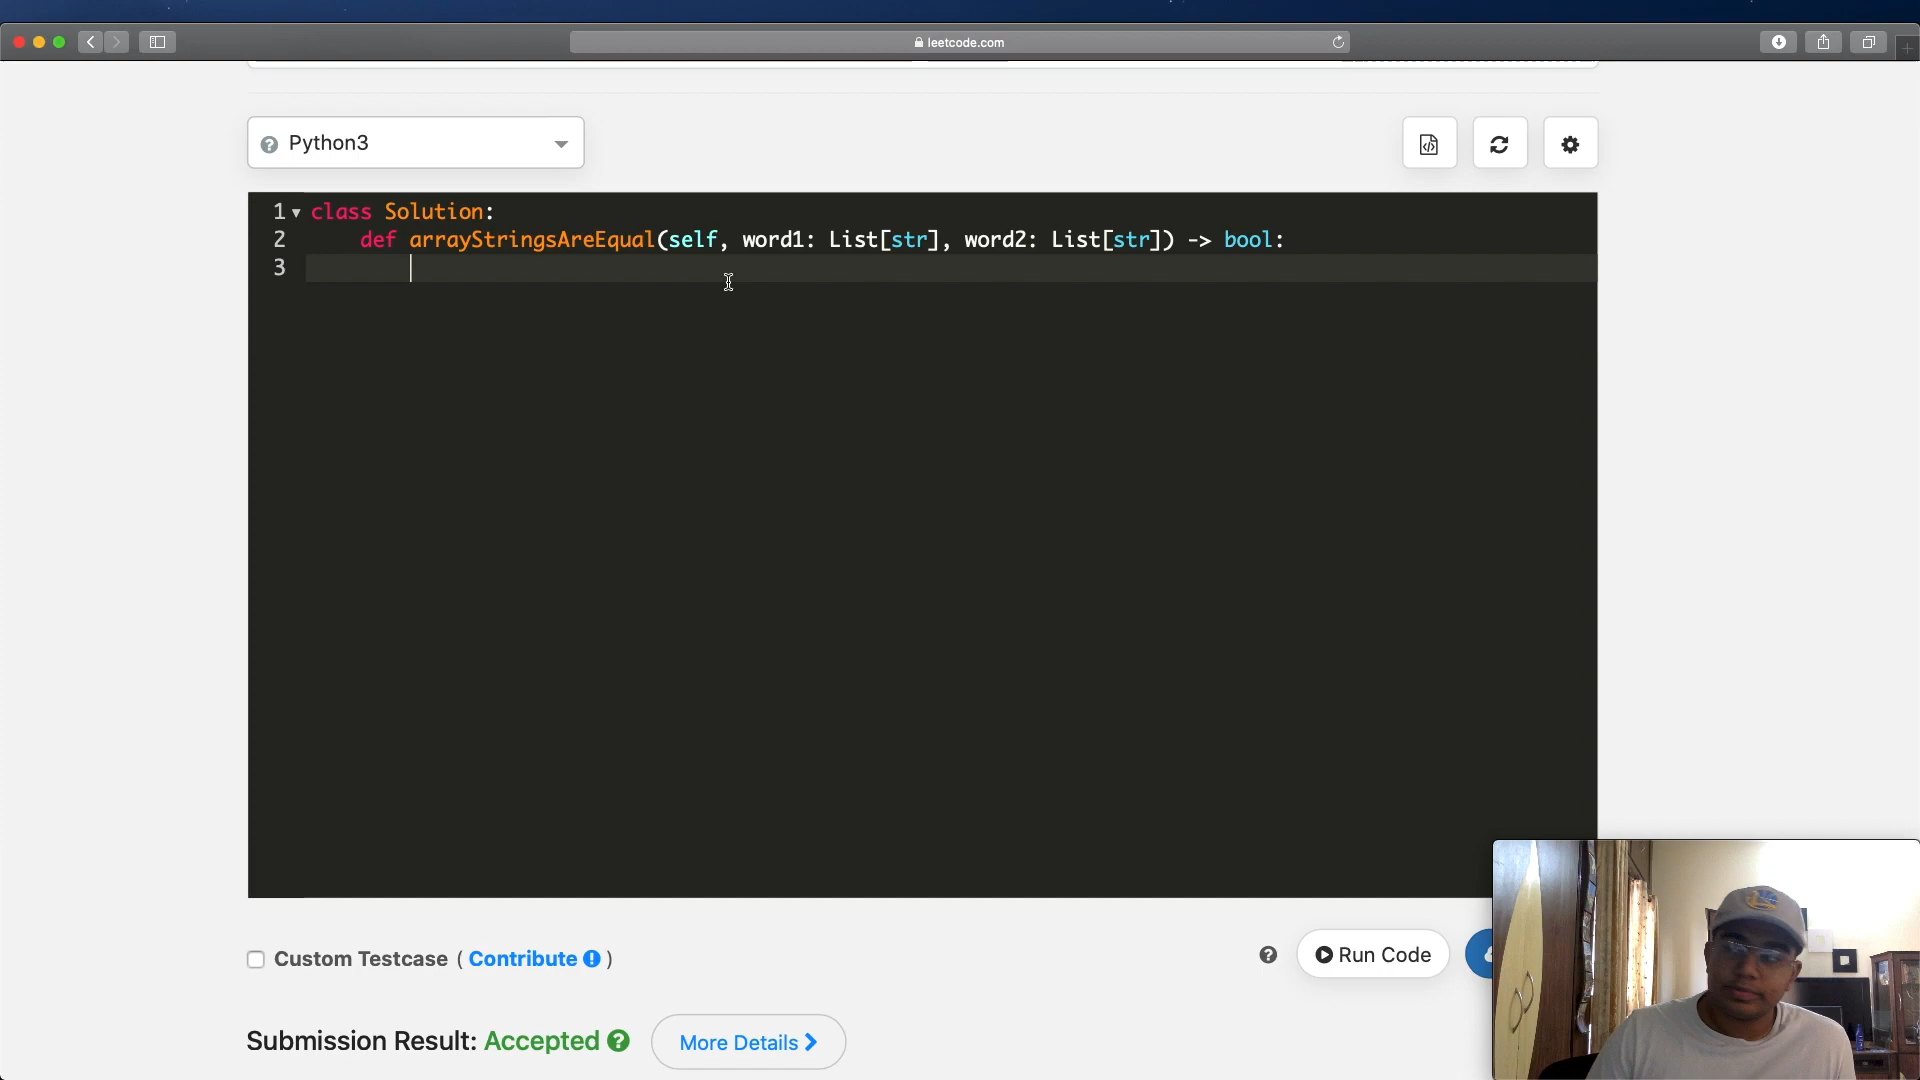 leetcode.com
Python3
1 class Solution:
2 def arrayStringsAreEqual(self, word1: List[str], word2: List[str]) -> bool:
3
Custom Testcase ( Contribute )
Run Code
Submission Result: Accepted
More Details